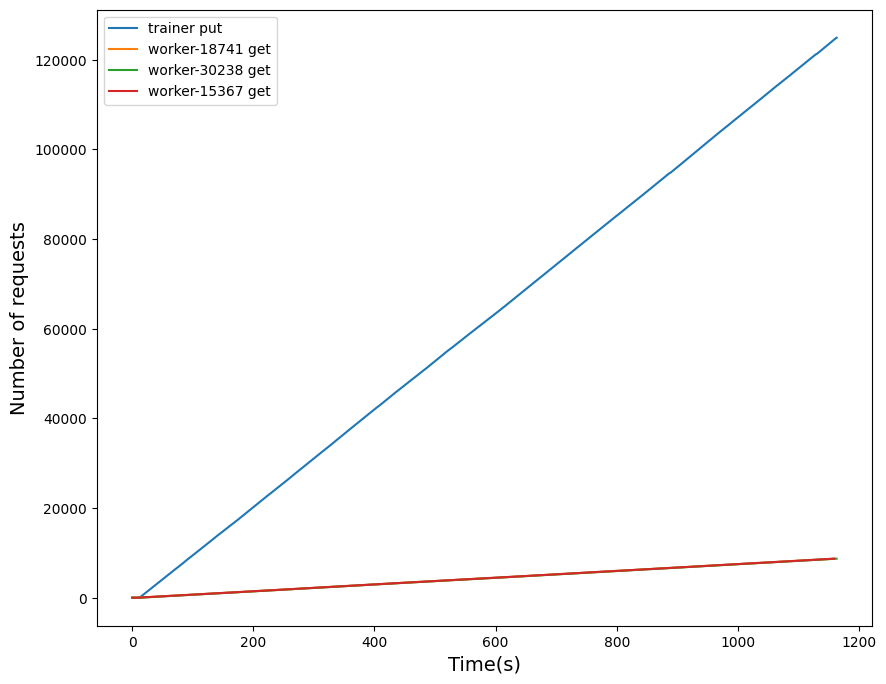 trainer put
worker-18741 get
worker-30238 get
worker-15367 get
120000
100000
80000
60000
40000
20000
0
Number of requests
0 200 400 600 800 1000 1200
Time(s)